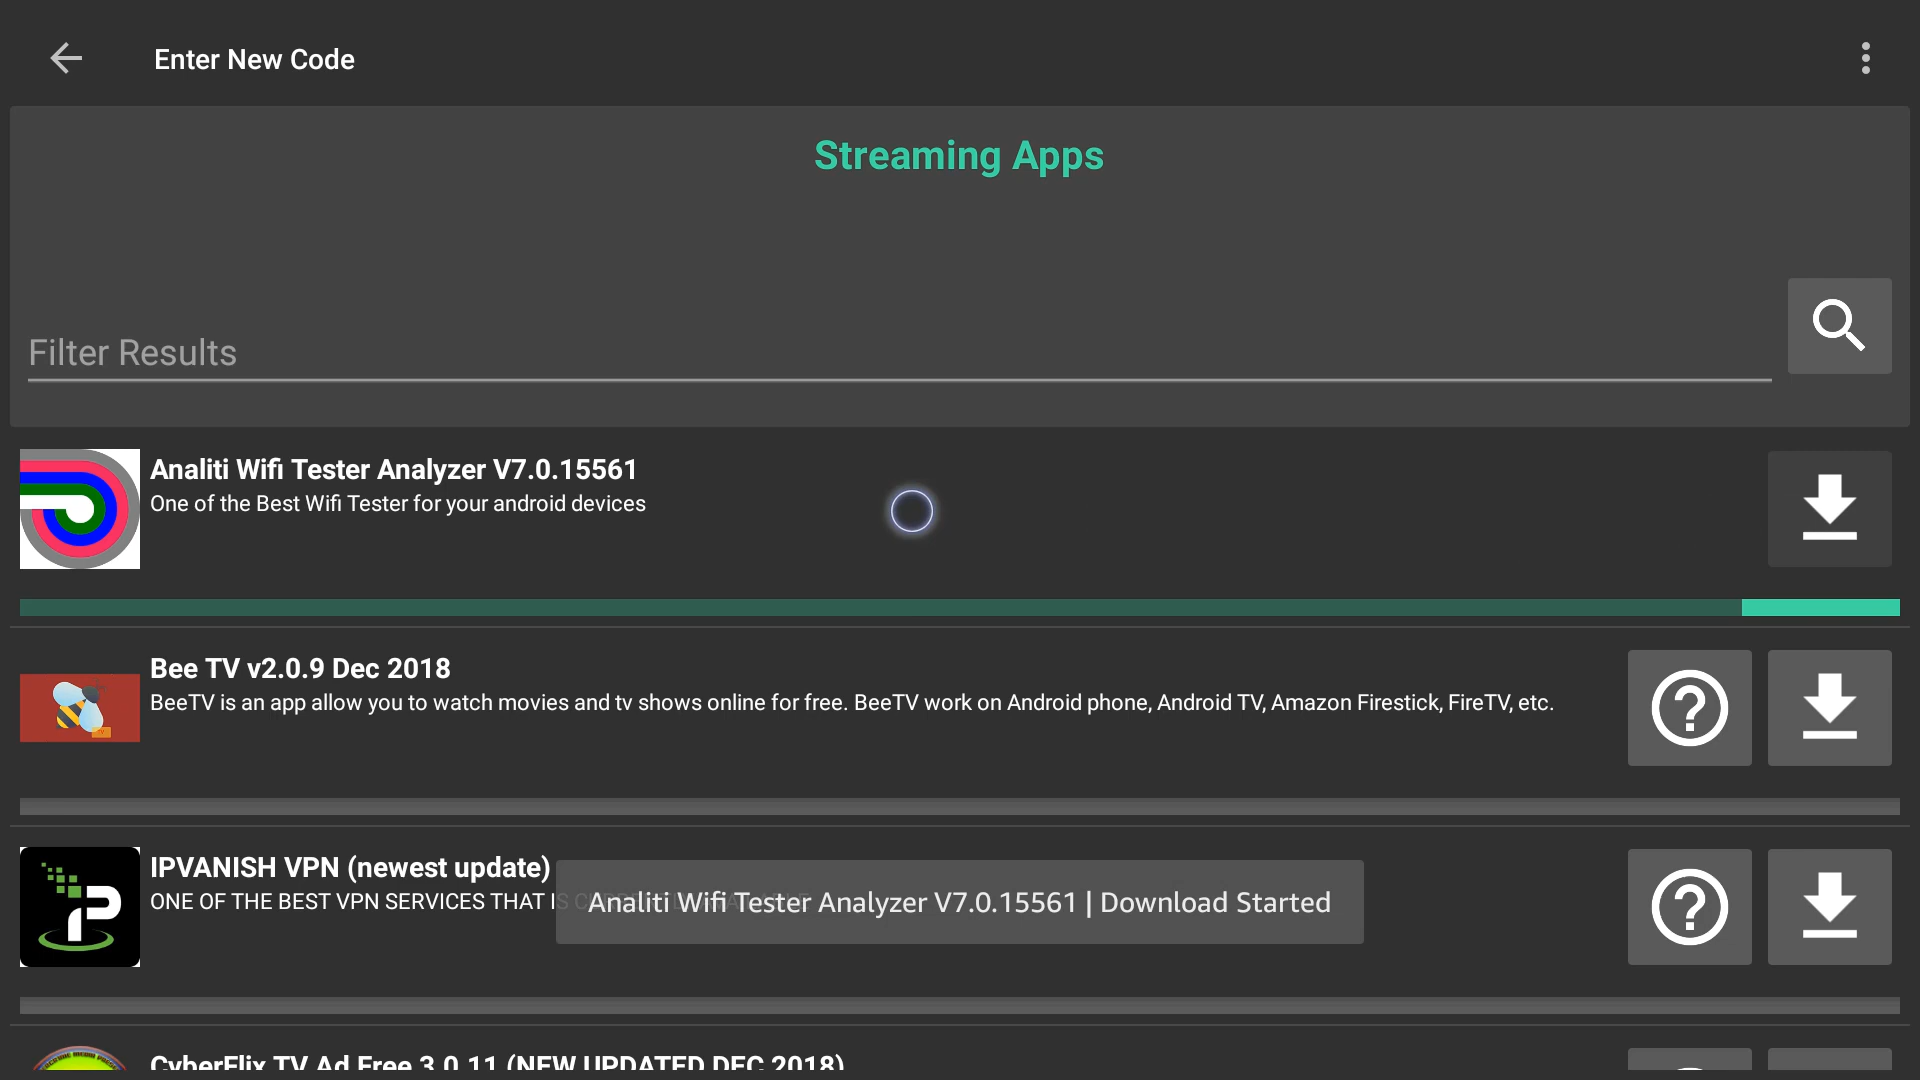 Enter New Code
Streaming Apps
Filter Results
Analiti Wifi Tester Analyzer V7.0.15561
One of the Best Wifi Tester for your android devices
Bee TV v2.0.9 Dec 2018
BeeTV is an app allow you to watch movies and tv shows online for free. BeeTV work on Android phone, Android TV, Amazon Firestick, FireTV, etc.
IPVANISH VPN (newest update)
ONE OF THE BEST VPN SERVICES THAT IS
Analiti Wifi Tester Analyzer V7.0.15561 | Download Started
CyberFlix TV Ad Free 3.0.11 (NEW UPDATED DEC 2018)